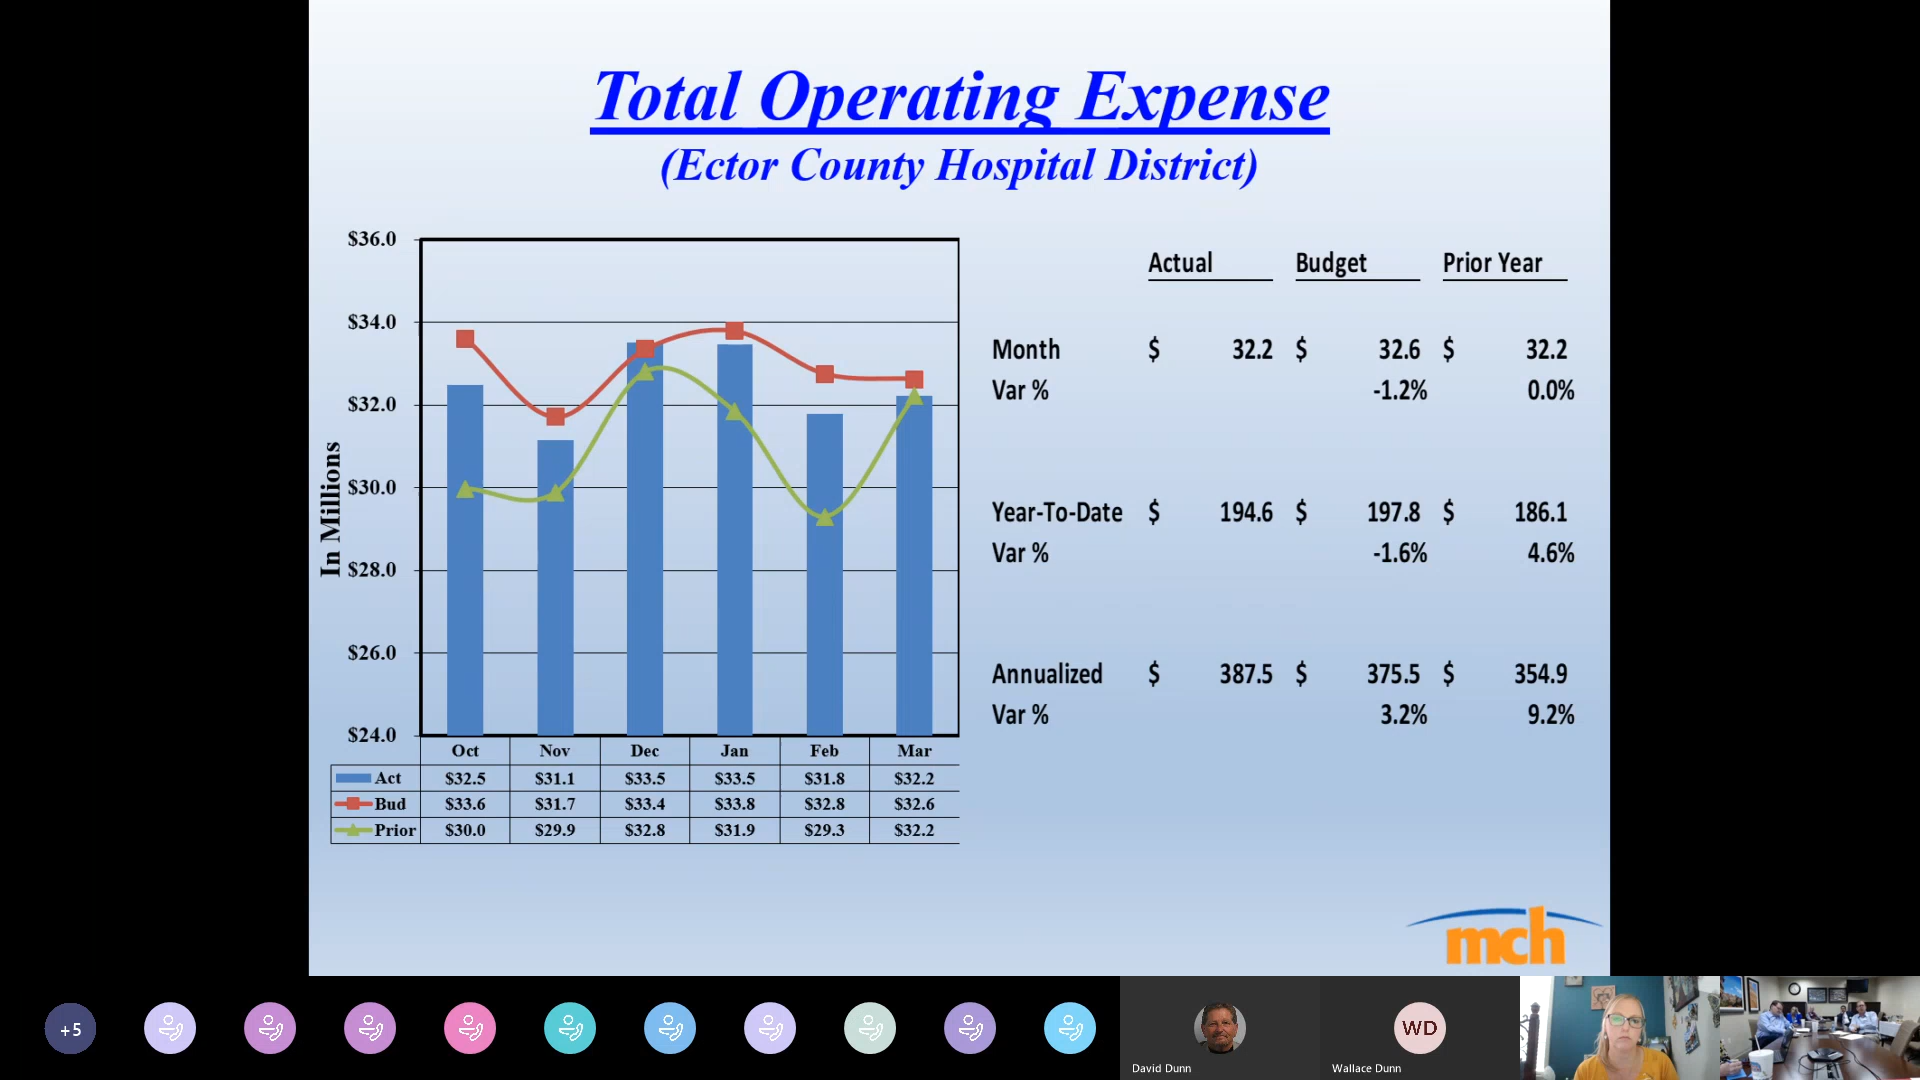 Total Operating Expense
(Ector County Hospital District)
$36.0
$34.0
$32.0
$30.0
$28.0
$26.0
$24.0
In Millions
Oct Nov Dec Jan Feb Mar
Act $32.5 $31.1 $33.5 $33.5 $31.8 $32.2
Bud $33.6 $31.7 $33.4 $33.8 $32.8 $32.6
Prior $30.0 $29.9 $32.8 $31.9 $29.3 $32.2
Actual Budget Prior Year
Month $ 32.2 $ 32.6 $ 32.2
Var % -1.2% 0.0%
Year-To-Date $ 194.6 $ 197.8 $ 186.1
Var % -1.6% 4.6%
Annualized $ 387.5 $ 375.5 $ 354.9
Var % 3.2% 9.2%
mch
+5
WD
David Dunn
Wallace Dunn